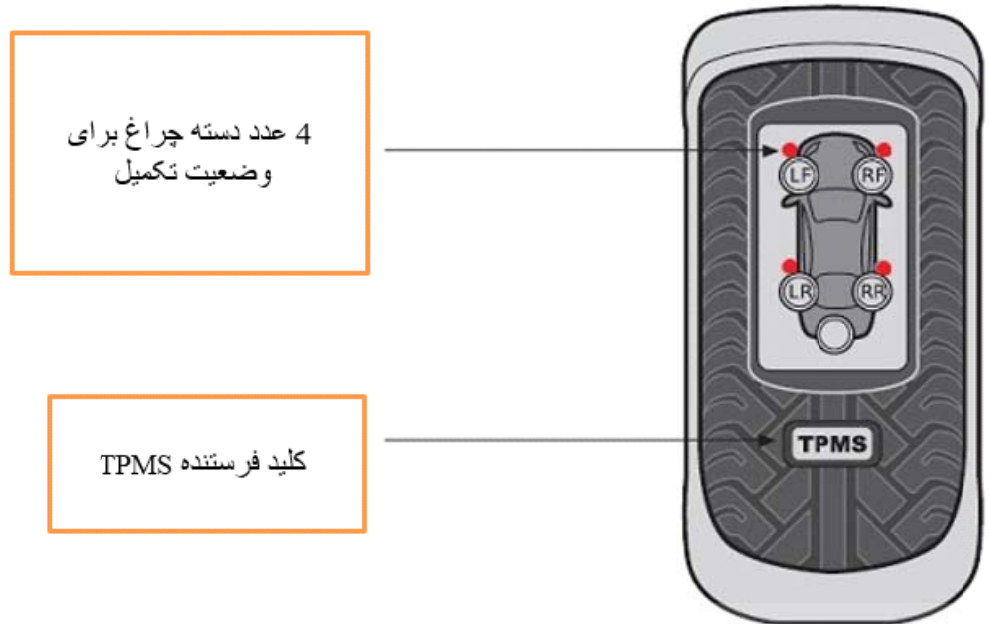 4 عدد دسته چراغ برای
وضعیت تکمیل
LF RF
LR RR
TPMS
کلید فرستنده TPMS